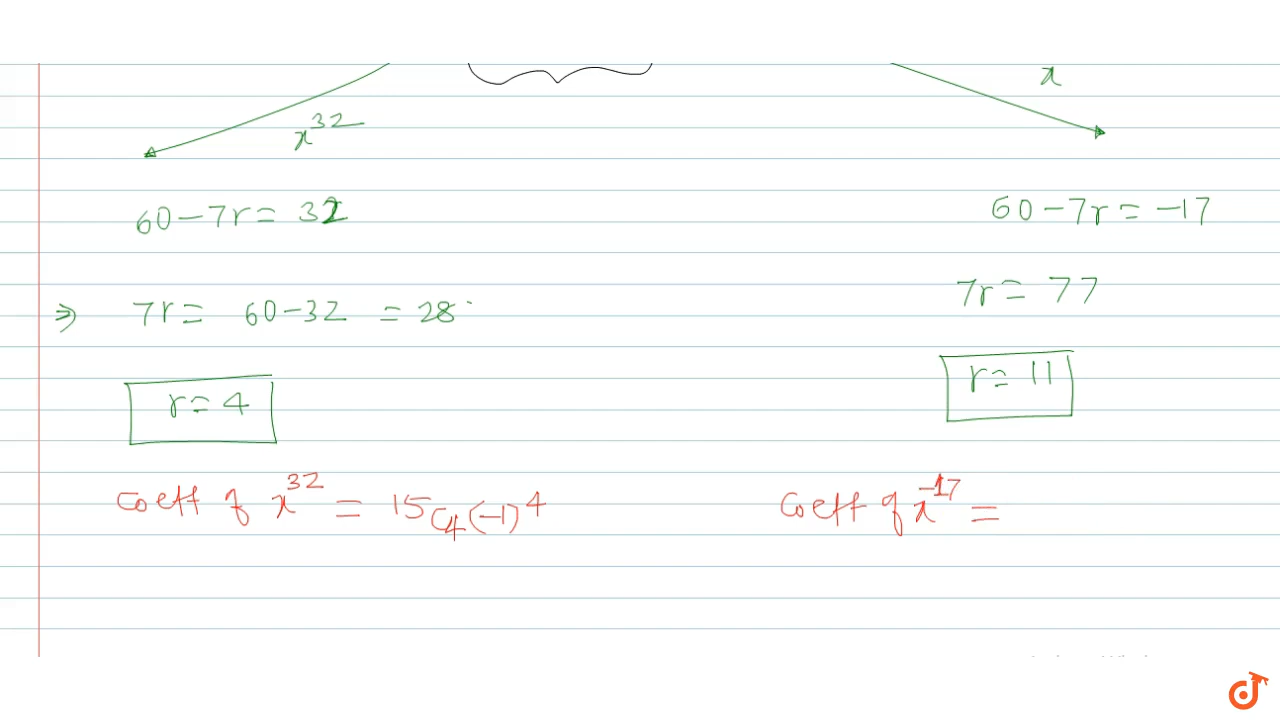 x
x^32
60-7r = 32
60-7r = -17
⇒ 7r = 60-32 = 28
7r = 77
r = 4
r = 11
Coeff of x^32 = 15C4 (-1)^4
Coeff of x^-17 =